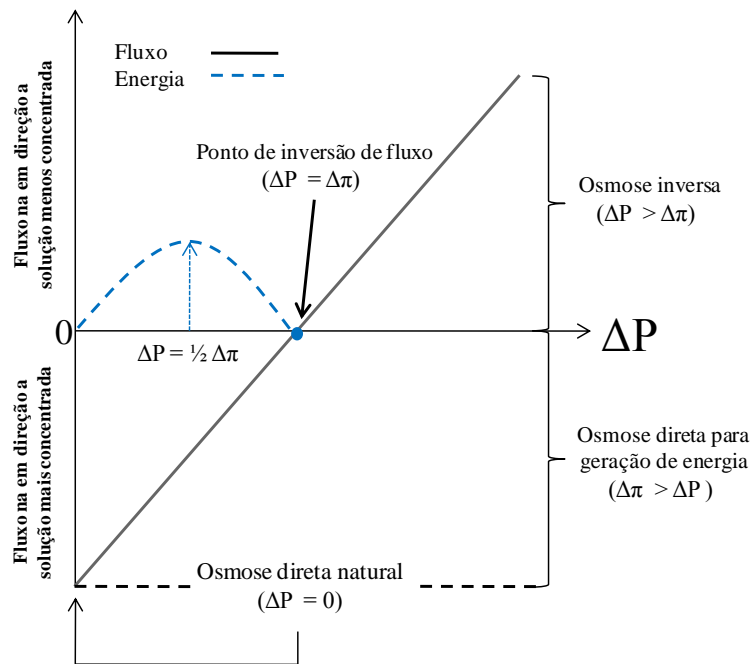 Fluxo
Energia
Fluxo na em direção a
solução menos concentrada
Ponto de inversão de fluxo
(ΔP = Δπ)
Osmose inversa
(ΔP > Δπ)
0
ΔP
ΔP = ½ Δπ
Fluxo na em direção a
solução mais concentrada
Osmose direta para
geração de energia
(Δπ > ΔP )
Osmose direta natural
(ΔP = 0)